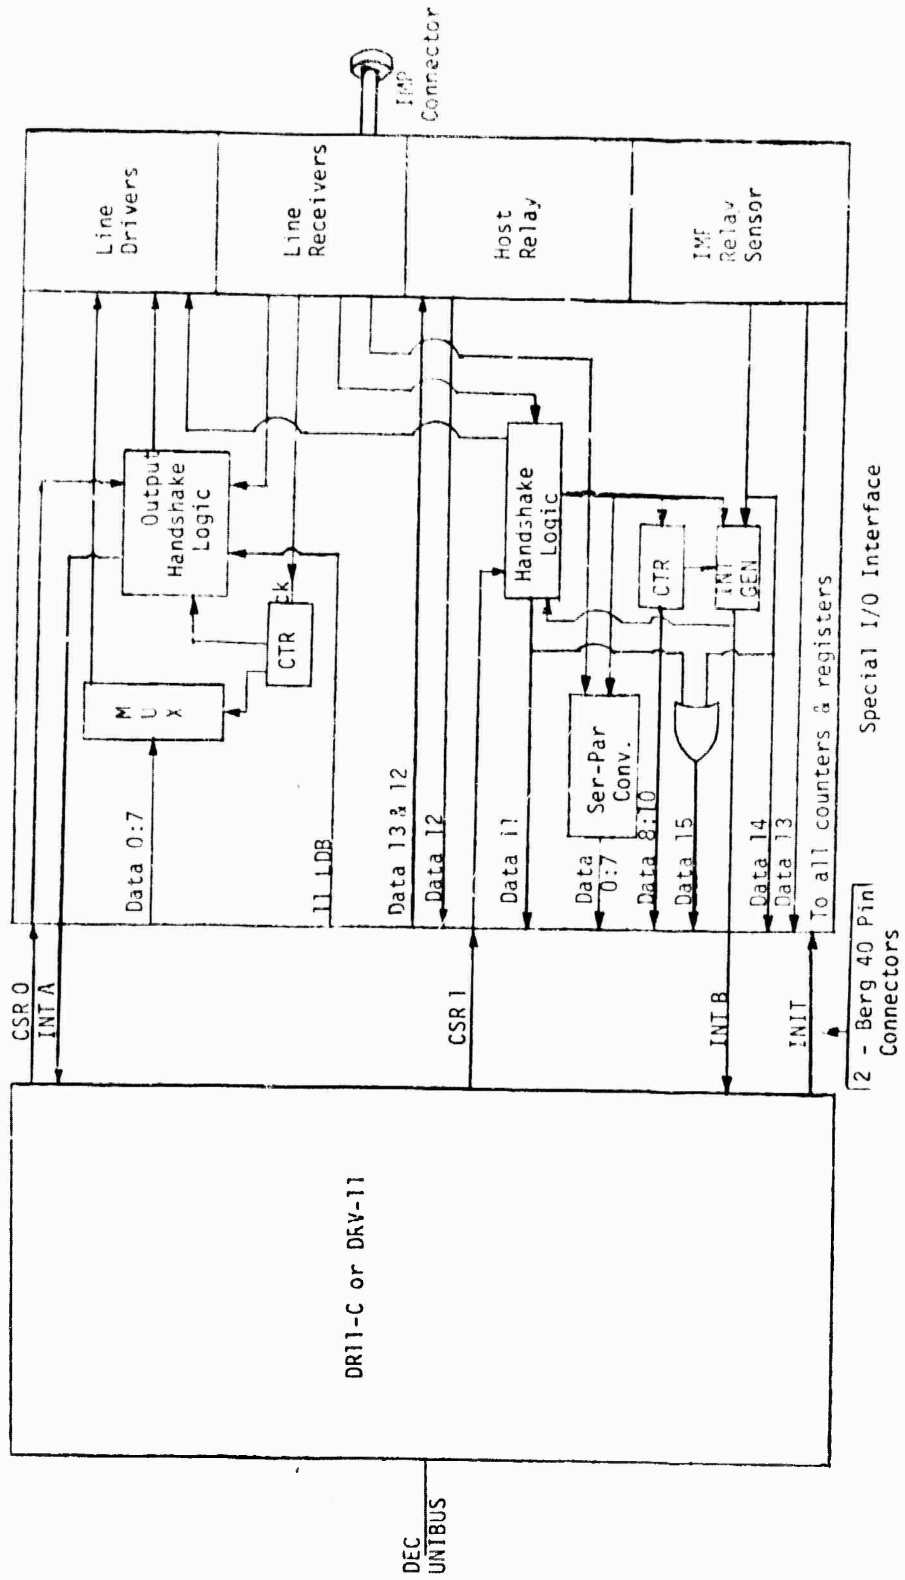 DEC
UNIBUS
DR11-C or DRV-11
CSR 0
INT A
CSR 1
INT B
INIT
2 - Berg 40 Pin
Connectors
Data 0:7
11 LDB
Data 13 & 12
Data 12
Data 11
Data
0:7
Data 8:10
Data 15
Data 14
Data 13
To all counters & registers
M
U
X
CTR
ck
Output
Handshake
Logic
Ser-Par
Conv.
Handshake
Logic
CTR
INT
GEN
Line
Drivers
Line
Receivers
Host
Relay
IMP
Relay
Sensor
IMP
Connector
Special I/O Interface